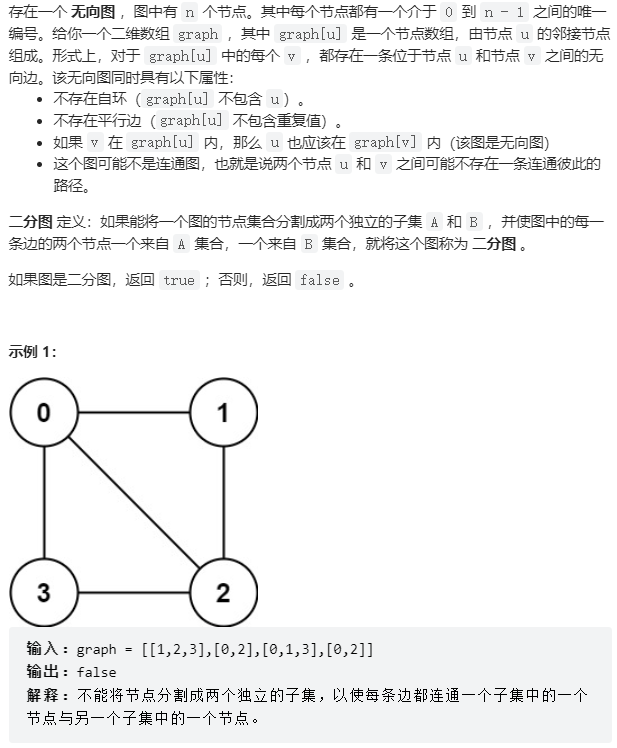 存在一个 无向图 ，图中有 n 个节点。其中每个节点都有一个介于 0 到 n - 1 之间的唯一
编号。给你一个二维数组 graph ，其中 graph[u] 是一个节点数组，由节点 u 的邻接节点
组成。形式上，对于 graph[u] 中的每个 v ，都存在一条位于节点 u 和节点 v 之间的无
向边。该无向图同时具有以下属性：
• 不存在自环（graph[u] 不包含 u）。
• 不存在平行边（graph[u] 不包含重复值）。
• 如果 v 在 graph[u] 内，那么 u 也应该在 graph[v] 内（该图是无向图）
• 这个图可能不是连通图，也就是说两个节点 u 和 v 之间可能不存在一条连通彼此的
路径。
二分图 定义：如果能将一个图的节点集合分割成两个独立的子集 A 和 B ，并使图中的每一
条边的两个节点一个来自 A 集合，一个来自 B 集合，就将这个图称为 二分图 。
如果图是二分图，返回 true ；否则，返回 false 。
示例 1：
0
1
3
2
输入：graph = [[1,2,3],[0,2],[0,1,3],[0,2]]
输出：false
解释：不能将节点分割成两个独立的子集，以使每条边都连通一个子集中的一个
节点与另一个子集中的一个节点。